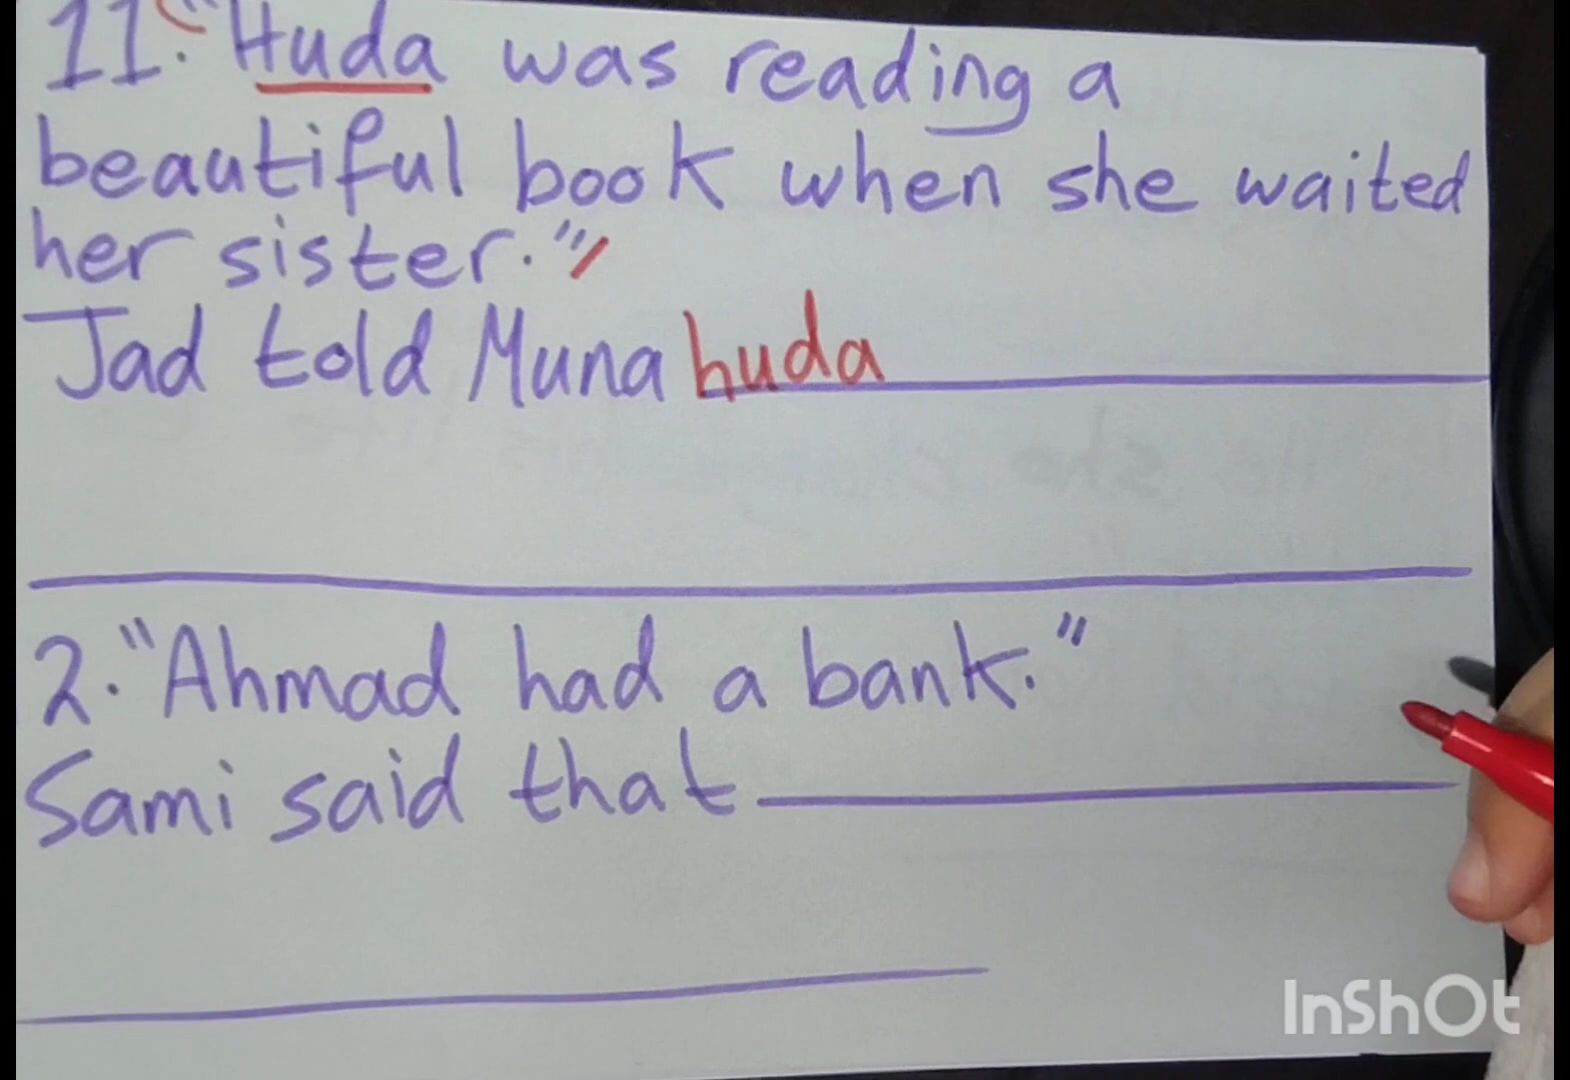 11. "Huda was reading a
beautiful book when she waited
her sister."
Jad told Muna huda
2. "Ahmad had a bank."
Sami said that
InShOt